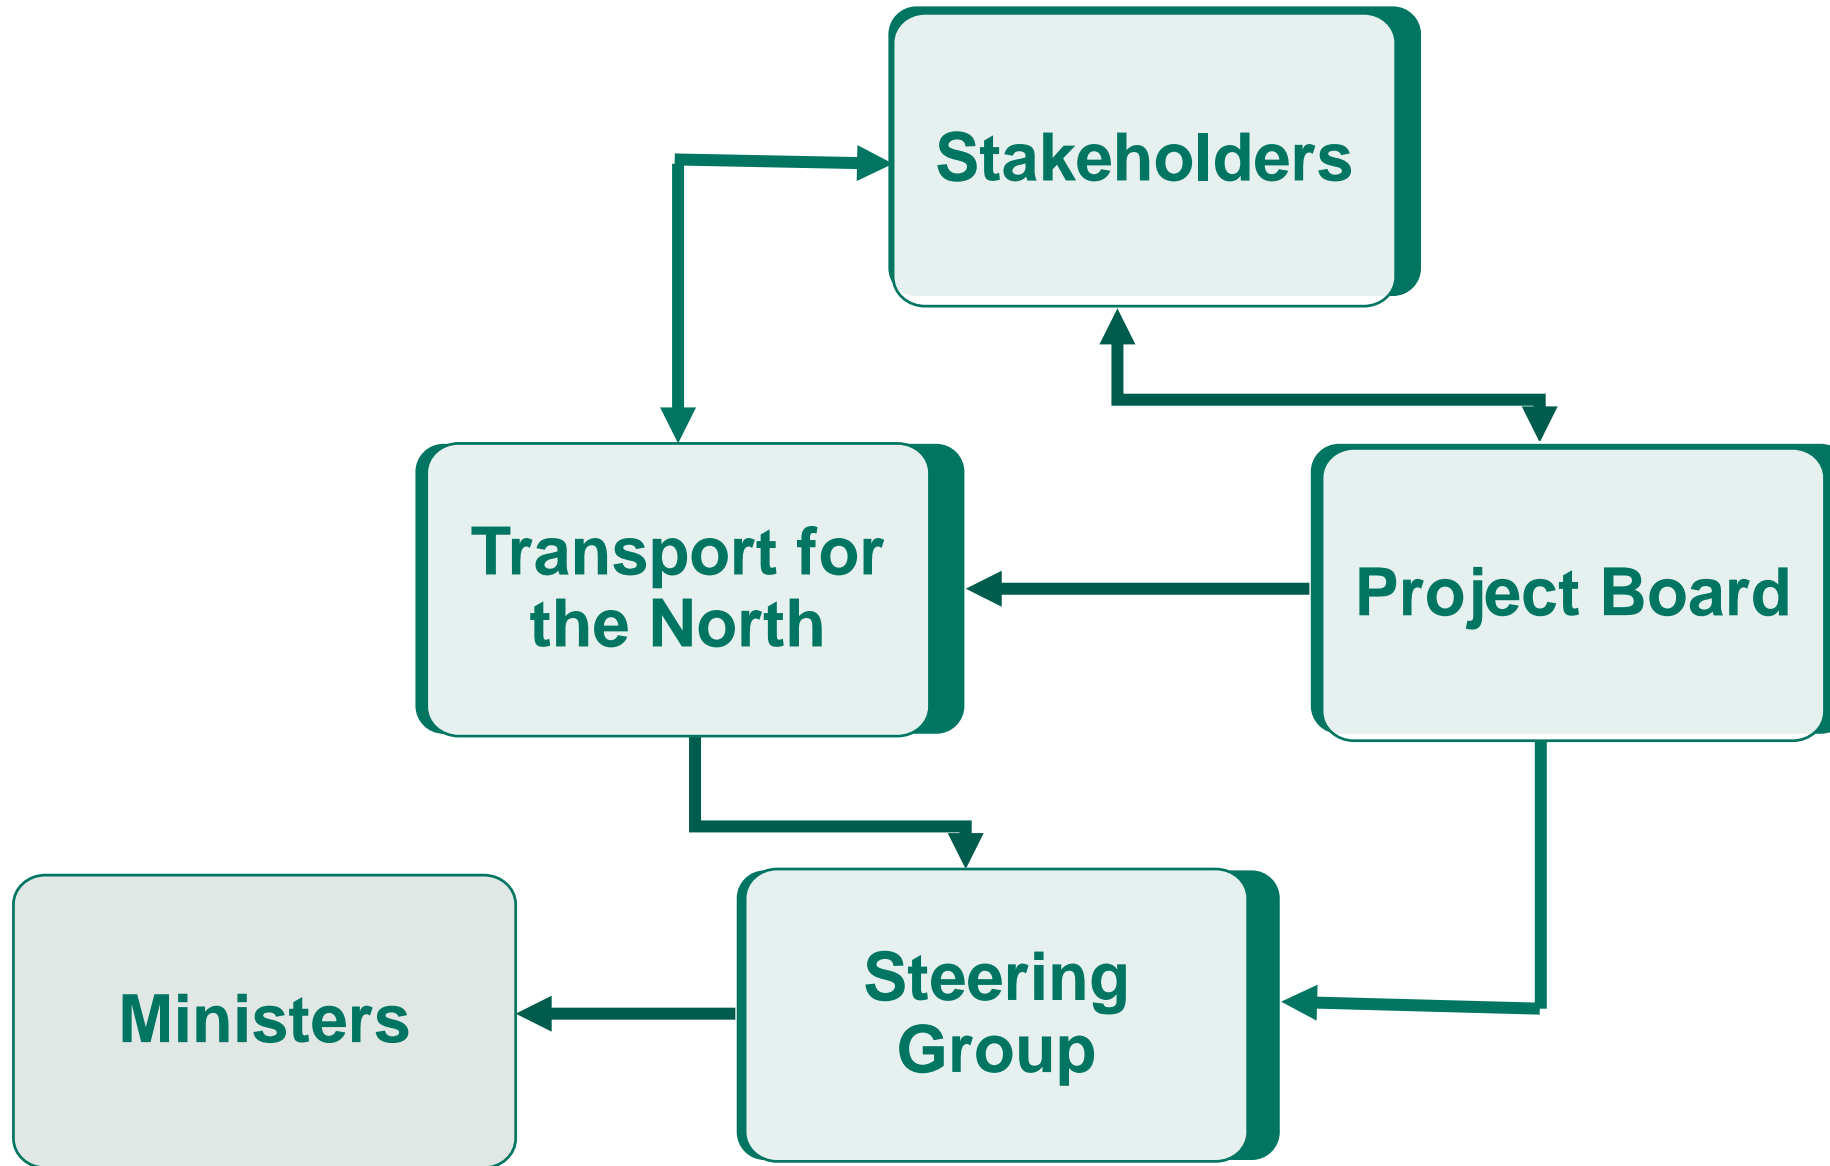 Stakeholders
Transport for
the North
Project Board
Ministers
Steering
Group